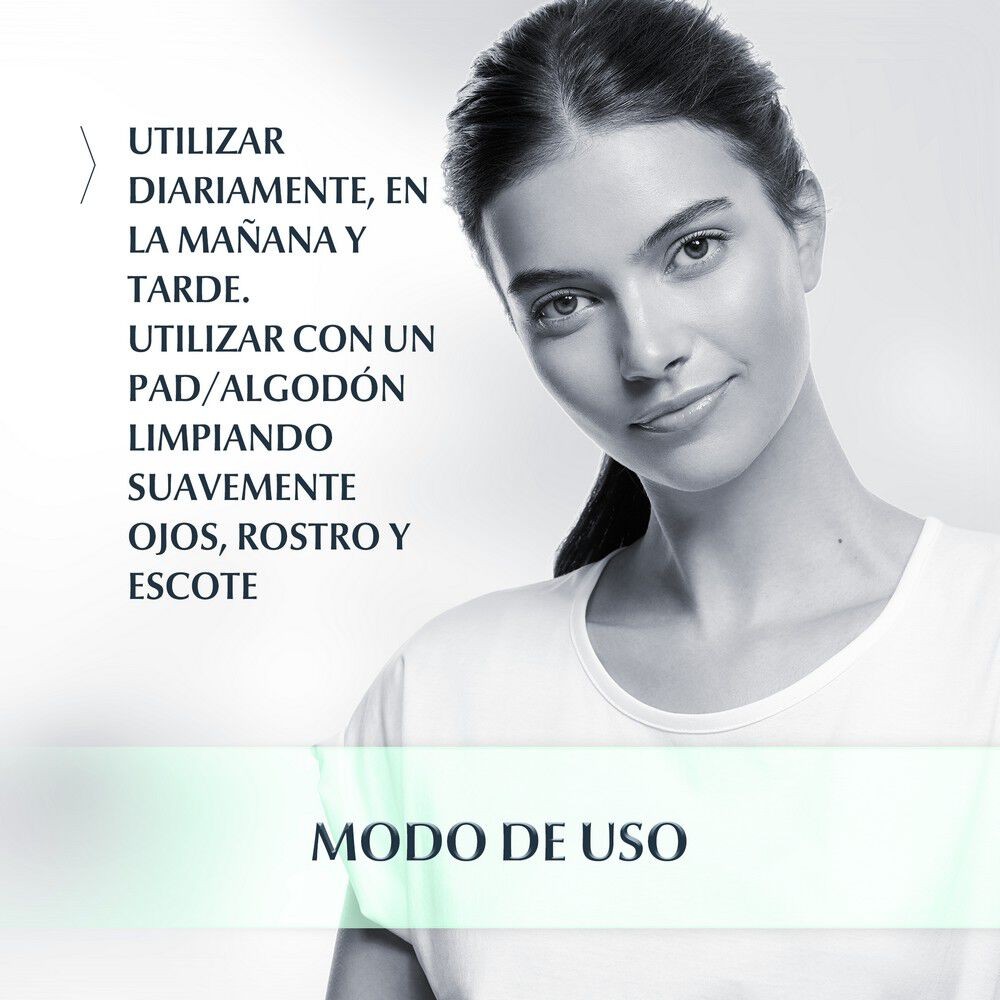 UTILIZAR
DIARIAMENTE, EN
LA MAÑANA Y
TARDE.
UTILIZAR CON UN
PAD/ALGODÓN
LIMPIANDO
SUAVEMENTE
OJOS, ROSTRO Y
ESCOTE
MODO DE USO